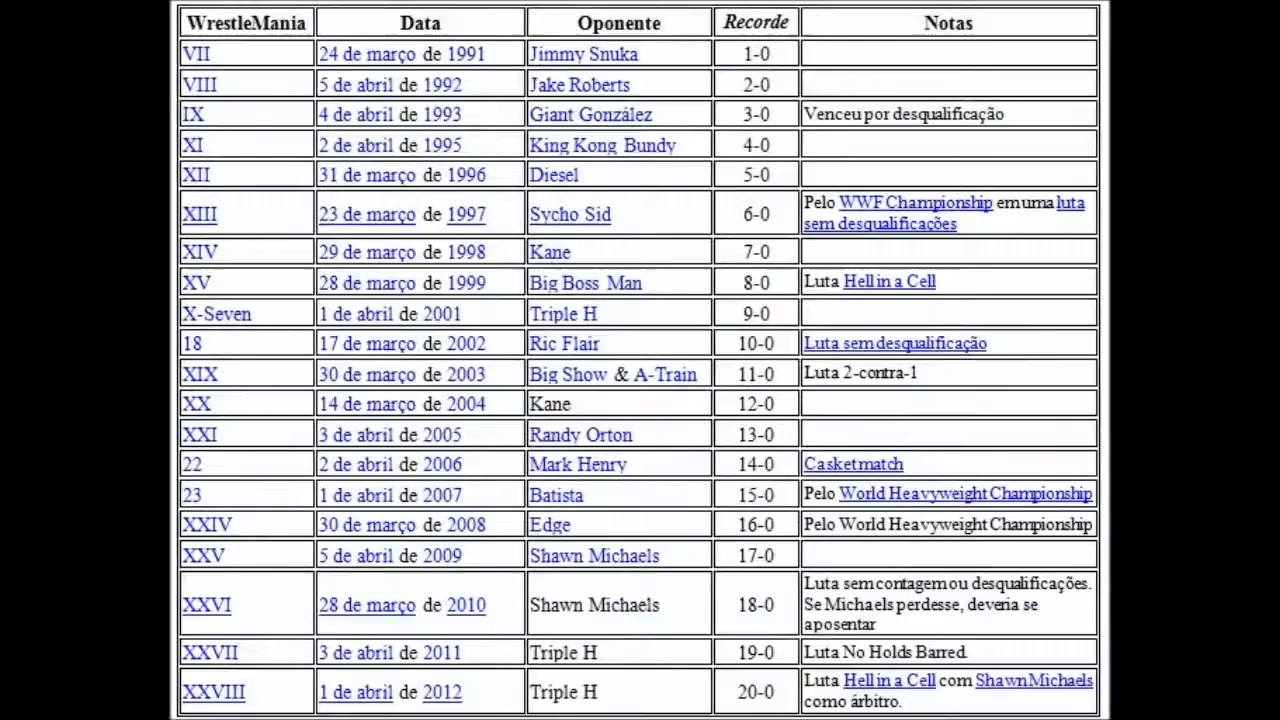 WrestleMania Data Oponente Recorde Notas
VII 24 de março de 1991 Jimmy Snuka 1-0
VIII 5 de abril de 1992 Jake Roberts 2-0
IX 4 de abril de 1993 Giant González 3-0 Venceu por desqualificação
XI 2 de abril de 1995 King Kong Bundy 4-0
XII 31 de março de 1996 Diesel 5-0
XIII 23 de março de 1997 Sycho Sid 6-0 Pelo WWF Championship em uma luta
sem desqualificações
XIV 29 de março de 1998 Kane 7-0
XV 28 de março de 1999 Big Boss Man 8-0 Luta Hell in a Cell
X-Seven 1 de abril de 2001 Triple H 9-0
18 17 de março de 2002 Ric Flair 10-0 Luta sem desqualificação
XIX 30 de março de 2003 Big Show & A-Train 11-0 Luta 2-contra-1
XX 14 de março de 2004 Kane 12-0
XXI 3 de abril de 2005 Randy Orton 13-0
22 2 de abril de 2006 Mark Henry 14-0 Casket match
23 1 de abril de 2007 Batista 15-0 Pelo World Heavyweight Championship
XXIV 30 de março de 2008 Edge 16-0 Pelo World Heavyweight Championship
XXV 5 de abril de 2009 Shawn Michaels 17-0
XXVI 28 de março de 2010 Shawn Michaels 18-0 Luta sem contagem ou desqualificações.
Se Michaels perdesse, deveria se
aposentar
XXVII 3 de abril de 2011 Triple H 19-0 Luta No Holds Barred.
XXVIII 1 de abril de 2012 Triple H 20-0 Luta Hell in a Cell com Shawn Michaels
como árbitro.